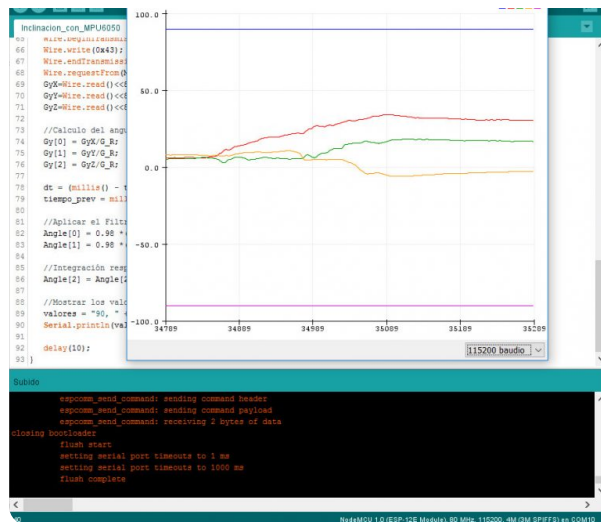 Inclinacion_con_MPU6050
66 Wire.write(0x43);
67 Wire.endTransmissi
68 Wire.requestFrom(
69 GyX=Wire.read()<<
70 GyY=Wire.read()<<
71 GyZ=Wire.read()<<
72
73 //Calculo del angu
74 Gy[0] = GyX/G_R;
75 Gy[1] = GyY/G_R;
76 Gy[2] = GyZ/G_R;
77
78 dt = (millis() - t
79 tiempo_prev = mill
80
81 //Aplicar el Filtr
82 Angle[0] = 0.98 *
83 Angle[1] = 0.98 *
84
85 //Integración resp
86 Angle[2] = Angle[
87
88 //Mostrar los valo
89 valores = "90, " +
90 Serial.println(val
91
92 delay(10);
93 }
100.0
50.0
0.0
-50.0
-100.0
34789 34889 34989 35089 35189 35289
115200 baudio
Subido
espcomm_send_command: sending command header
espcomm_send_command: sending command payload
espcomm_send_command: receiving 2 bytes of data
closing bootloader
flush start
setting serial port timeouts to 1 ms
setting serial port timeouts to 1000 ms
flush complete
NodeMCU 1.0 (ESP-12E Module), 80 MHz, 115200, 4M (3M SPIFFS) en COM10